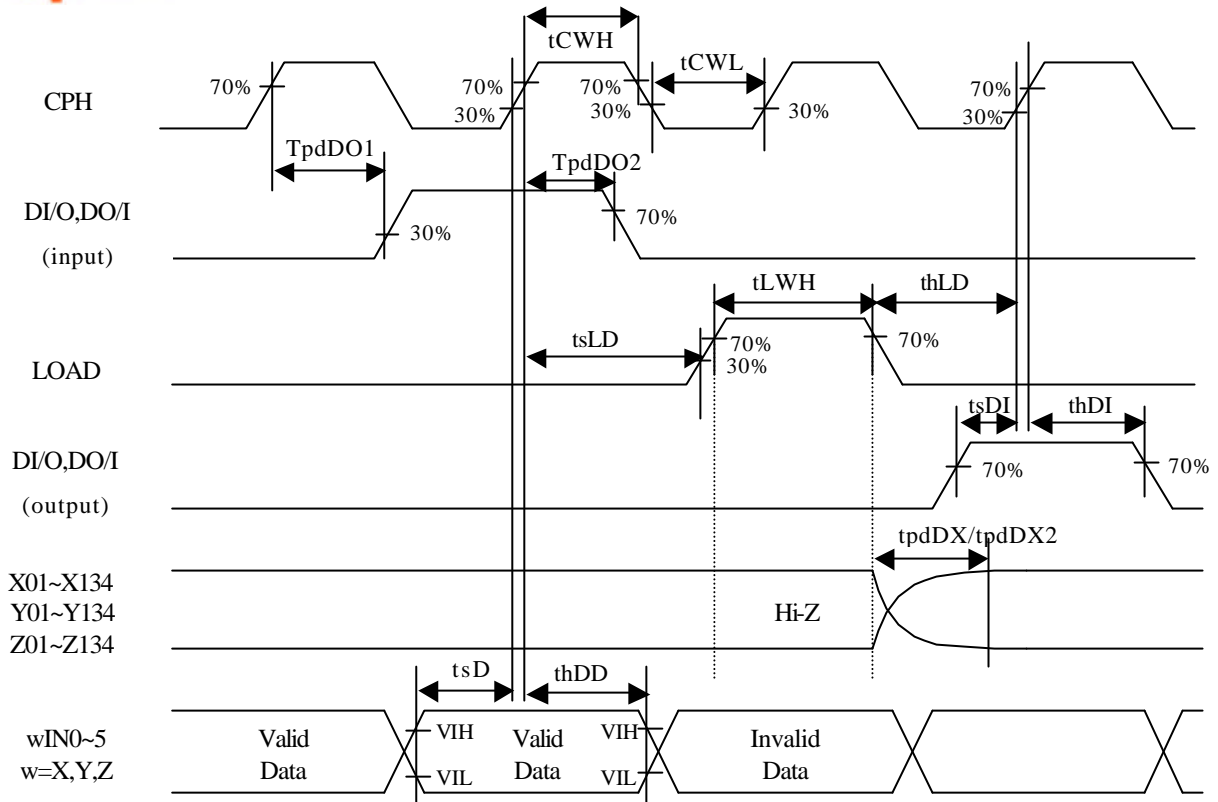 tCWH
tCWL
CPH
70%
70%
30%
70%
30%
30%
70%
30%
TpdDO1
TpdDO2
DI/O,DO/I
(input)
30%
70%
tLWH
thLD
tsLD
LOAD
70%
30%
70%
tsDI
thDI
DI/O,DO/I
(output)
70%
70%
tpdDX/tpdDX2
X01~X134
Y01~Y134
Z01~Z134
Hi-Z
tsD
thDD
wIN0~5
w=X,Y,Z
Valid
Data
VIH
VIL
Valid
Data
VIH
VIL
Invalid
Data